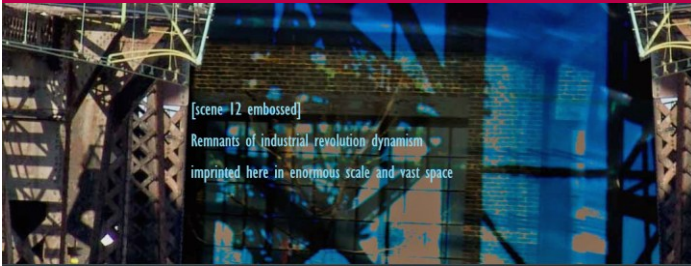 [scene 12 embossed]
Remnants of industrial revolution dynamism
imprinted here in enormous scale and vast space